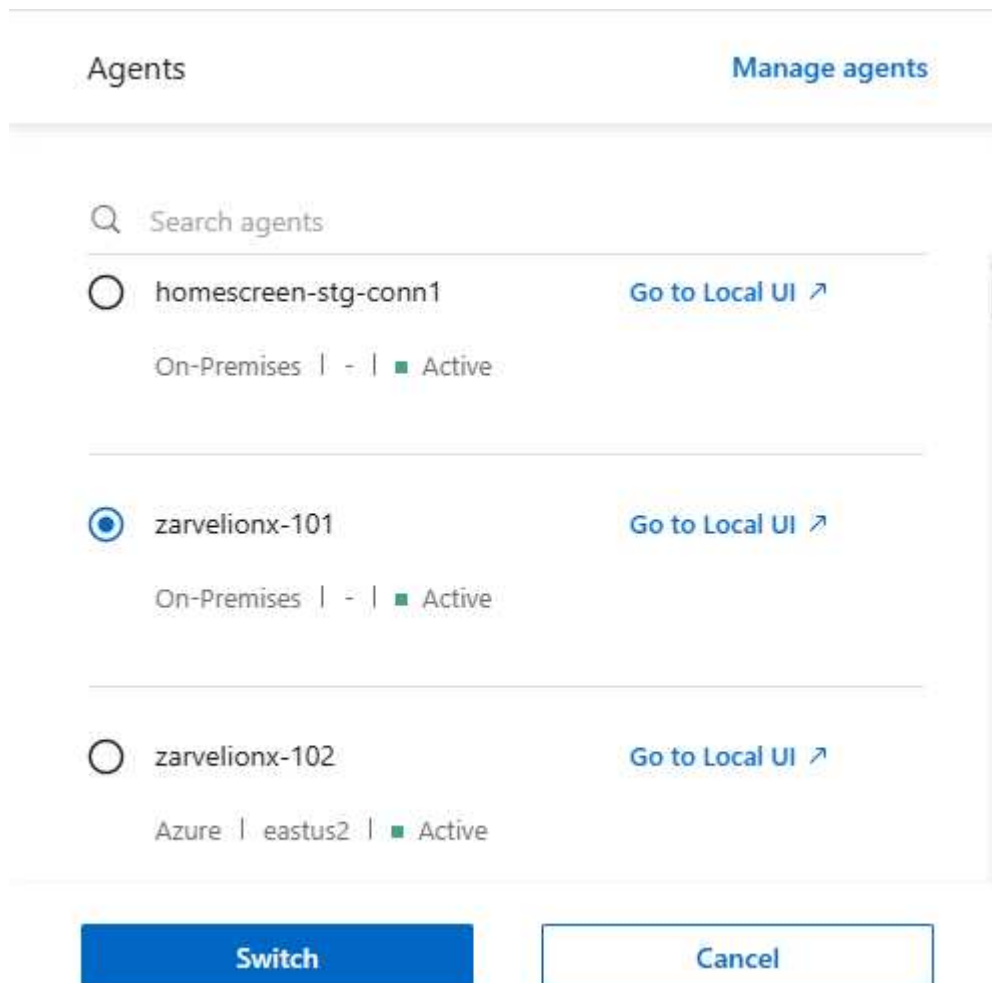 Agents Manage agents
Search agents
homescreen-stg-conn1 Go to Local UI
On-Premises | - | Active
zarvelionx-101 Go to Local UI
On-Premises | - | Active
zarvelionx-102 Go to Local UI
Azure | eastus2 | Active
Switch Cancel